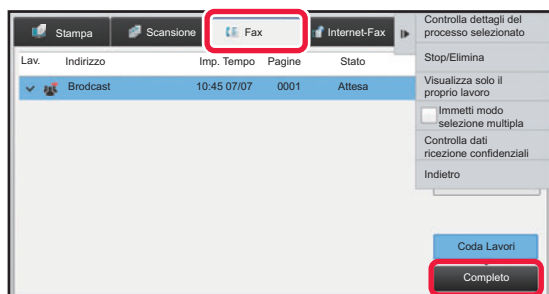 Stampa
Scansione
Fax
Internet-Fax
Lav.
Indirizzo
Imp. Tempo
Pagine
Stato
Brodcast
10:45 07/07
0001
Attesa
Controlla dettagli del
processo selezionato
Stop/Elimina
Visualizza solo il
proprio lavoro
Immetti modo
selezione multipla
Controlla dati
ricezione confidenziali
Indietro
Coda Lavori
Completo